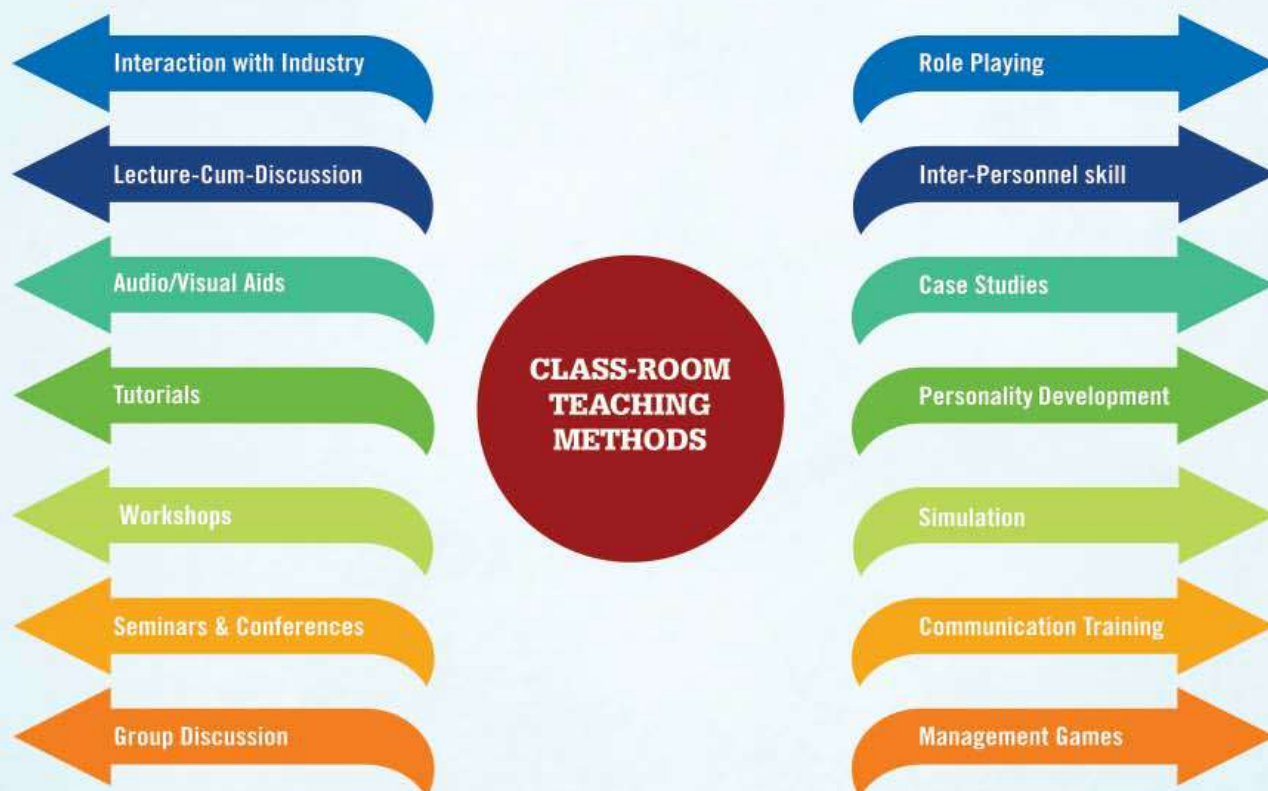 Interaction with Industry
Lecture-Cum-Discussion
Audio/Visual Aids
Tutorials
Workshops
Seminars & Conferences
Group Discussion
CLASS-ROOM
TEACHING
METHODS
Role Playing
Inter-Personnel skill
Case Studies
Personality Development
Simulation
Communication Training
Management Games